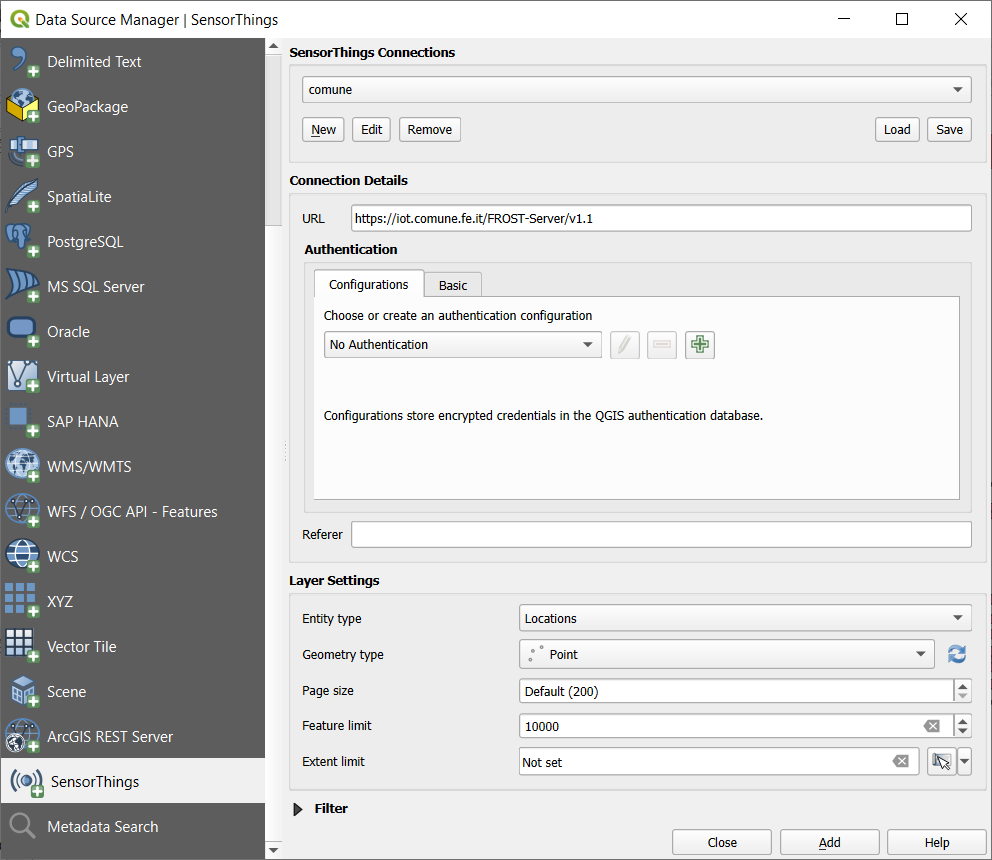 Data Source Manager | SensorThings
Delimited Text
GeoPackage
GPS
SpatiaLite
PostgreSQL
MS SQL Server
Oracle
Virtual Layer
SAP HANA
WMS/WMTS
WFS / OGC API - Features
WCS
XYZ
Vector Tile
Scene
ArcGIS REST Server
SensorThings
Metadata Search
SensorThings Connections
comune
New Edit Remove Load Save
Connection Details
URL https://iot.comune.fe.it/FROST-Server/v1.1
Authentication
Configurations Basic
Choose or create an authentication configuration
No Authentication
Configurations store encrypted credentials in the QGIS authentication database.
Referer
Layer Settings
Entity type Locations
Geometry type Point
Page size Default (200)
Feature limit 10000
Extent limit Not set
Filter
Close Add Help